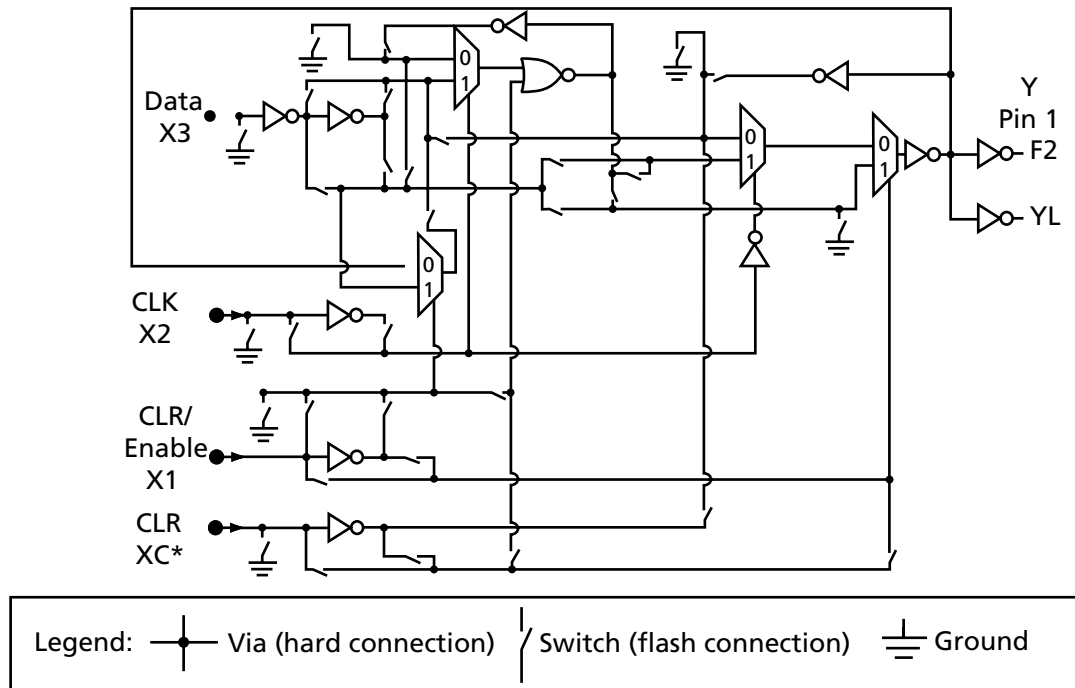 Data
X3
0
1
0
1
0
1
Y
Pin 1
F2
YL
0
1
CLK
X2
CLR/
Enable
X1
CLR
XC*
Legend: Via (hard connection) Switch (flash connection) Ground